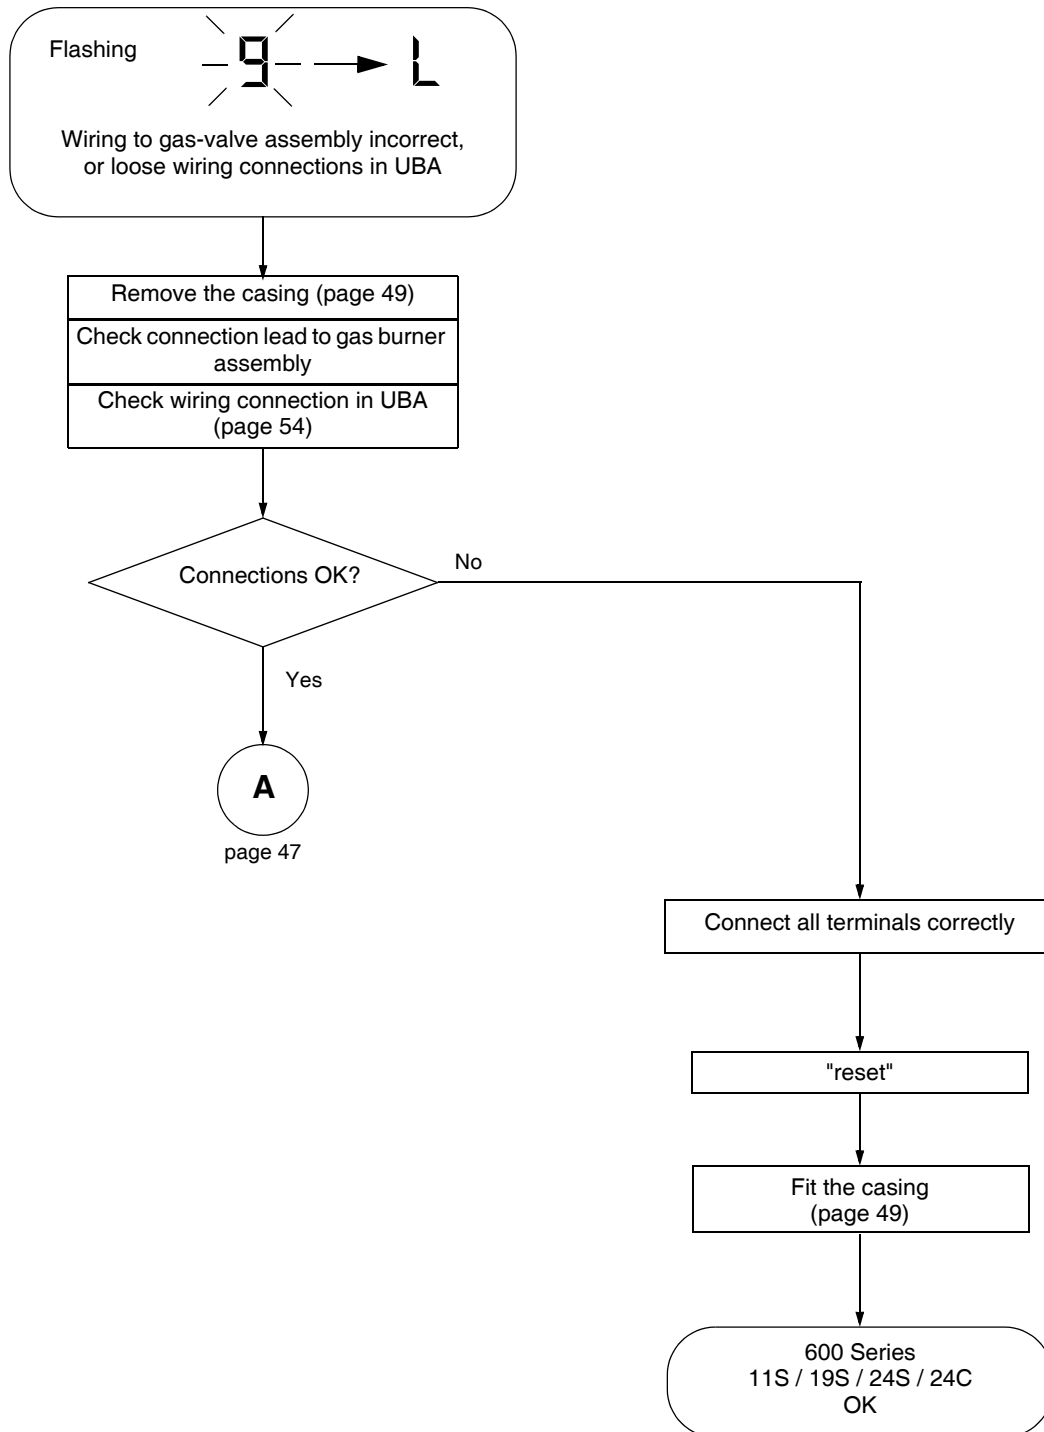 Flashing
9 L
Wiring to gas-valve assembly incorrect,
or loose wiring connections in UBA
Remove the casing (page 49)
Check connection lead to gas burner
assembly
Check wiring connection in UBA
(page 54)
Connections OK?
No
Yes
A
page 47
Connect all terminals correctly
"reset"
Fit the casing
(page 49)
600 Series
11S / 19S / 24S / 24C
OK